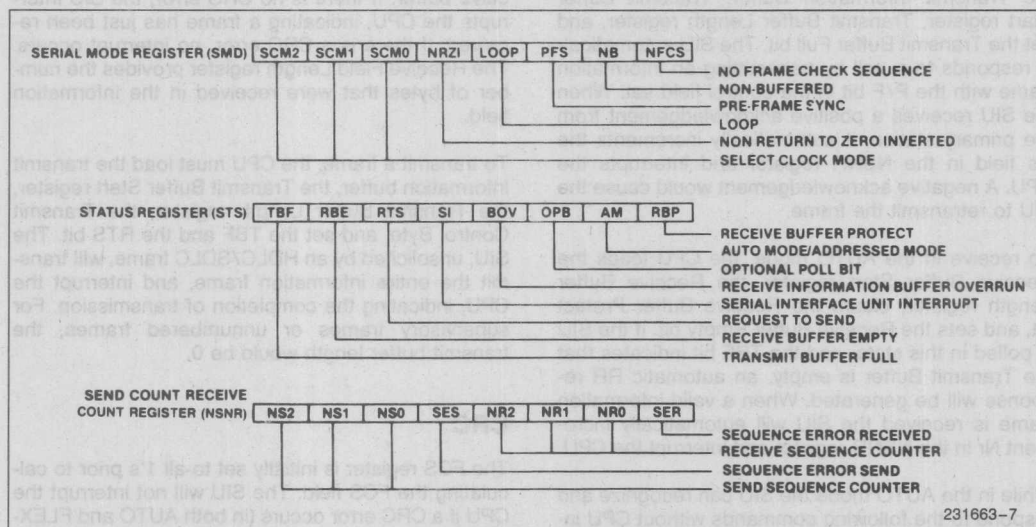 SERIAL MODE REGISTER (SMD) SCM2 SCM1 SCM0 NRZI LOOP PFS NB NFCS
NO FRAME CHECK SEQUENCE
NON-BUFFERED
PRE-FRAME SYNC
LOOP
NON RETURN TO ZERO INVERTED
SELECT CLOCK MODE
STATUS REGISTER (STS) TBF RBE RTS SI BOV OPB AM RBP
RECEIVE BUFFER PROTECT
AUTO MODE/ADDRESSED MODE
OPTIONAL POLL BIT
RECEIVE INFORMATION BUFFER OVERRUN
SERIAL INTERFACE UNIT INTERRUPT
REQUEST TO SEND
RECEIVE BUFFER EMPTY
TRANSMIT BUFFER FULL
SEND COUNT RECEIVE
COUNT REGISTER (NSNR) NS2 NS1 NS0 SES NR2 NR1 NR0 SER
SEQUENCE ERROR RECEIVED
RECEIVE SEQUENCE COUNTER
SEQUENCE ERROR SEND
SEND SEQUENCE COUNTER
231663-7